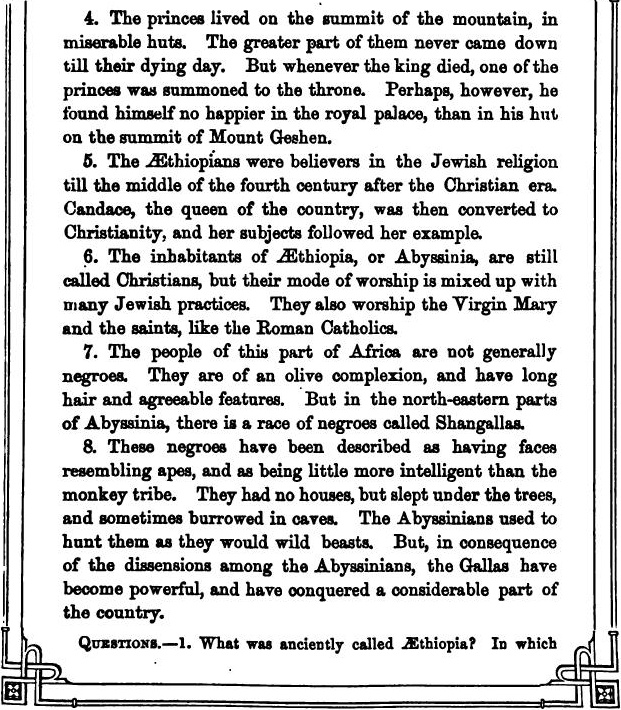 4. The princes lived on the summit of the mountain, in
miserable huts. The greater part of them never came down
till their dying day. But whenever the king died, one of the
princes was summoned to the throne. Perhaps, however, he
found himself no happier in the royal palace, than in his hut
on the summit of Mount Geshen.
5. The Æthiopians were believers in the Jewish religion
till the middle of the fourth century after the Christian era.
Candace, the queen of the country, was then converted to
Christianity, and her subjects followed her example.
6. The inhabitants of Æthiopia, or Abyssinia, are still
called Christians, but their mode of worship is mixed up with
many Jewish practices. They also worship the Virgin Mary
and the saints, like the Roman Catholics.
7. The people of this part of Africa are not generally
negroes. They are of an olive complexion, and have long
hair and agreeable features. But in the north-eastern parts
of Abyssinia, there is a race of negroes called Shangallas.
8. These negroes have been described as having faces
resembling apes, and as being little more intelligent than the
monkey tribe. They had no houses, but slept under the trees,
and sometimes burrowed in caves. The Abyssinians used to
hunt them as they would wild beasts. But, in consequence
of the dissensions among the Abyssinians, the Gallas have
become powerful, and have conquered a considerable part of
the country.
QUESTIONS.—1. What was anciently called Æthiopia? In which